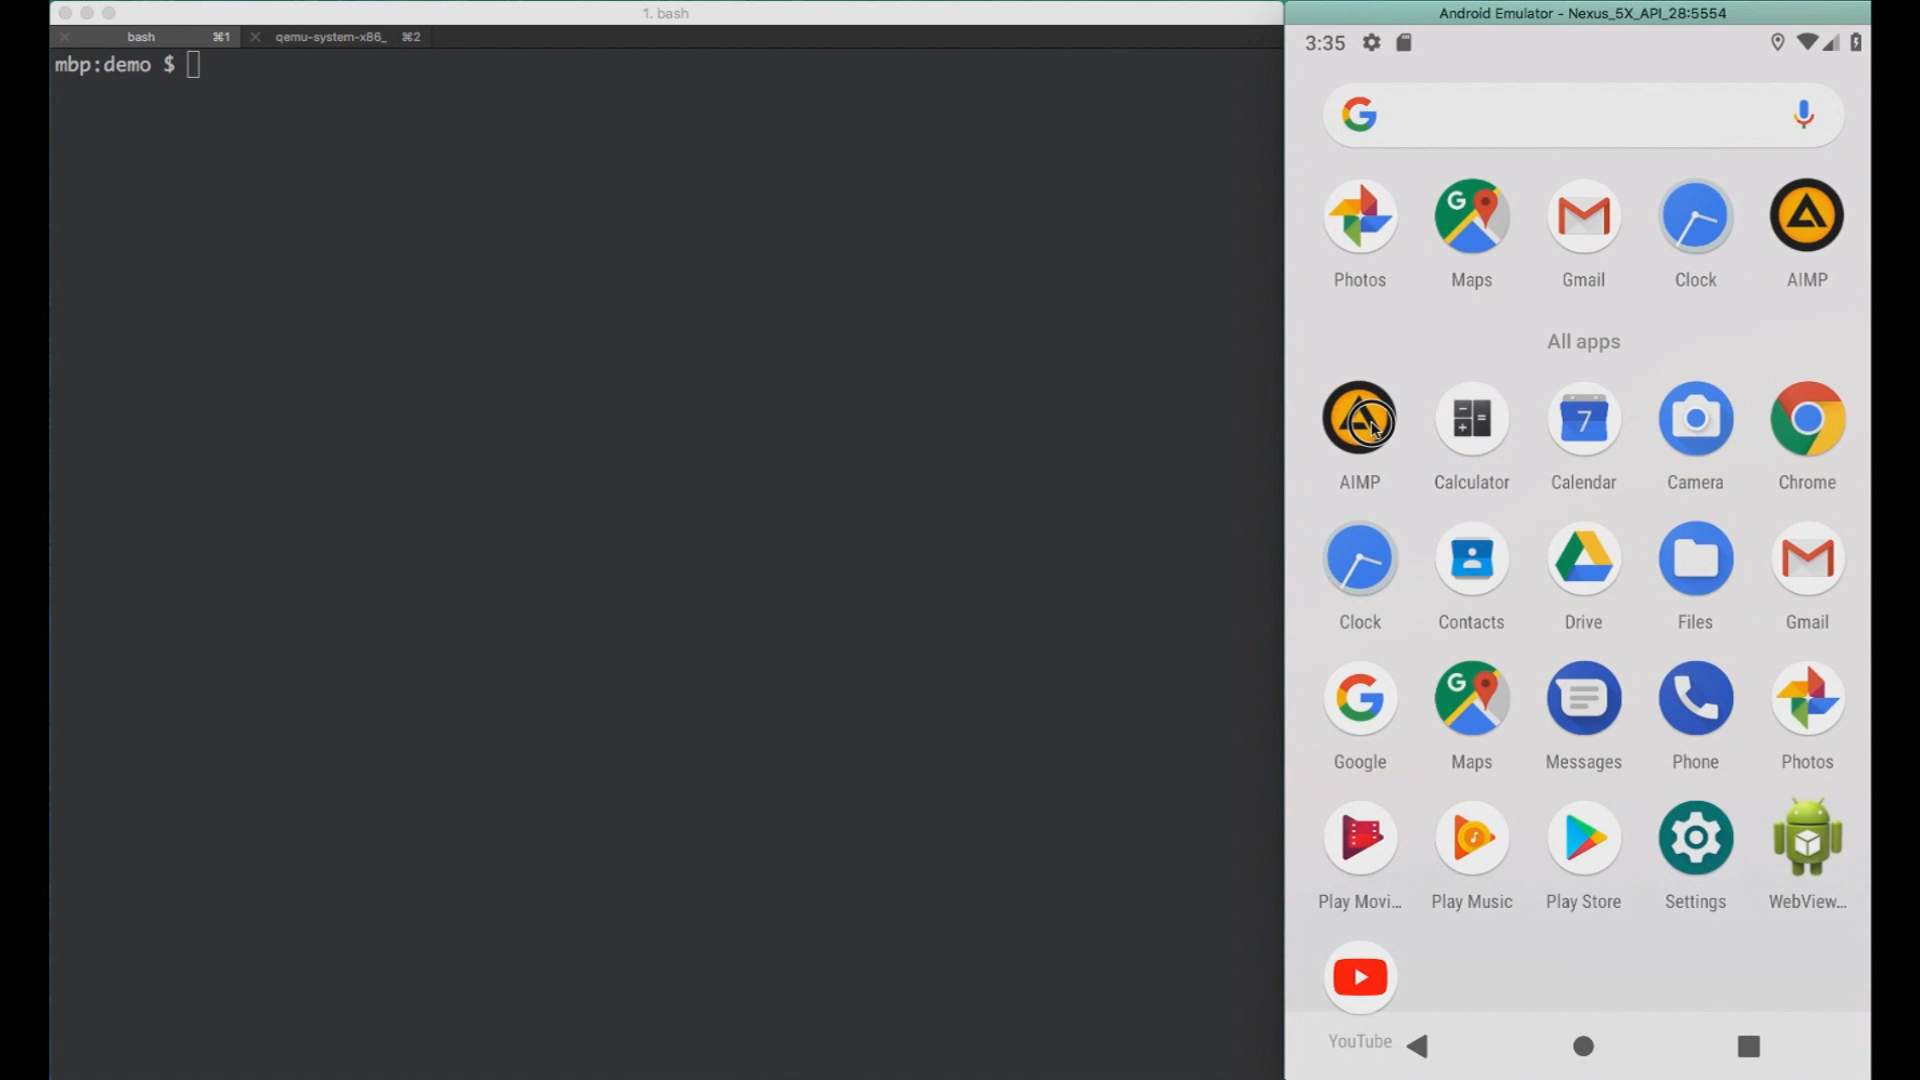 1. bash
bash ⌘1 qemu-system-x86_ ⌘2
mbp:demo $
Android Emulator - Nexus_5X_API_28:5554
3:35
Photos Maps Gmail Clock AIMP
All apps
7
AIMP Calculator Calendar Camera Chrome
Clock Contacts Drive Files Gmail
Google Maps Messages Phone Photos
Play Movi... Play Music Play Store Settings WebView...
YouTube